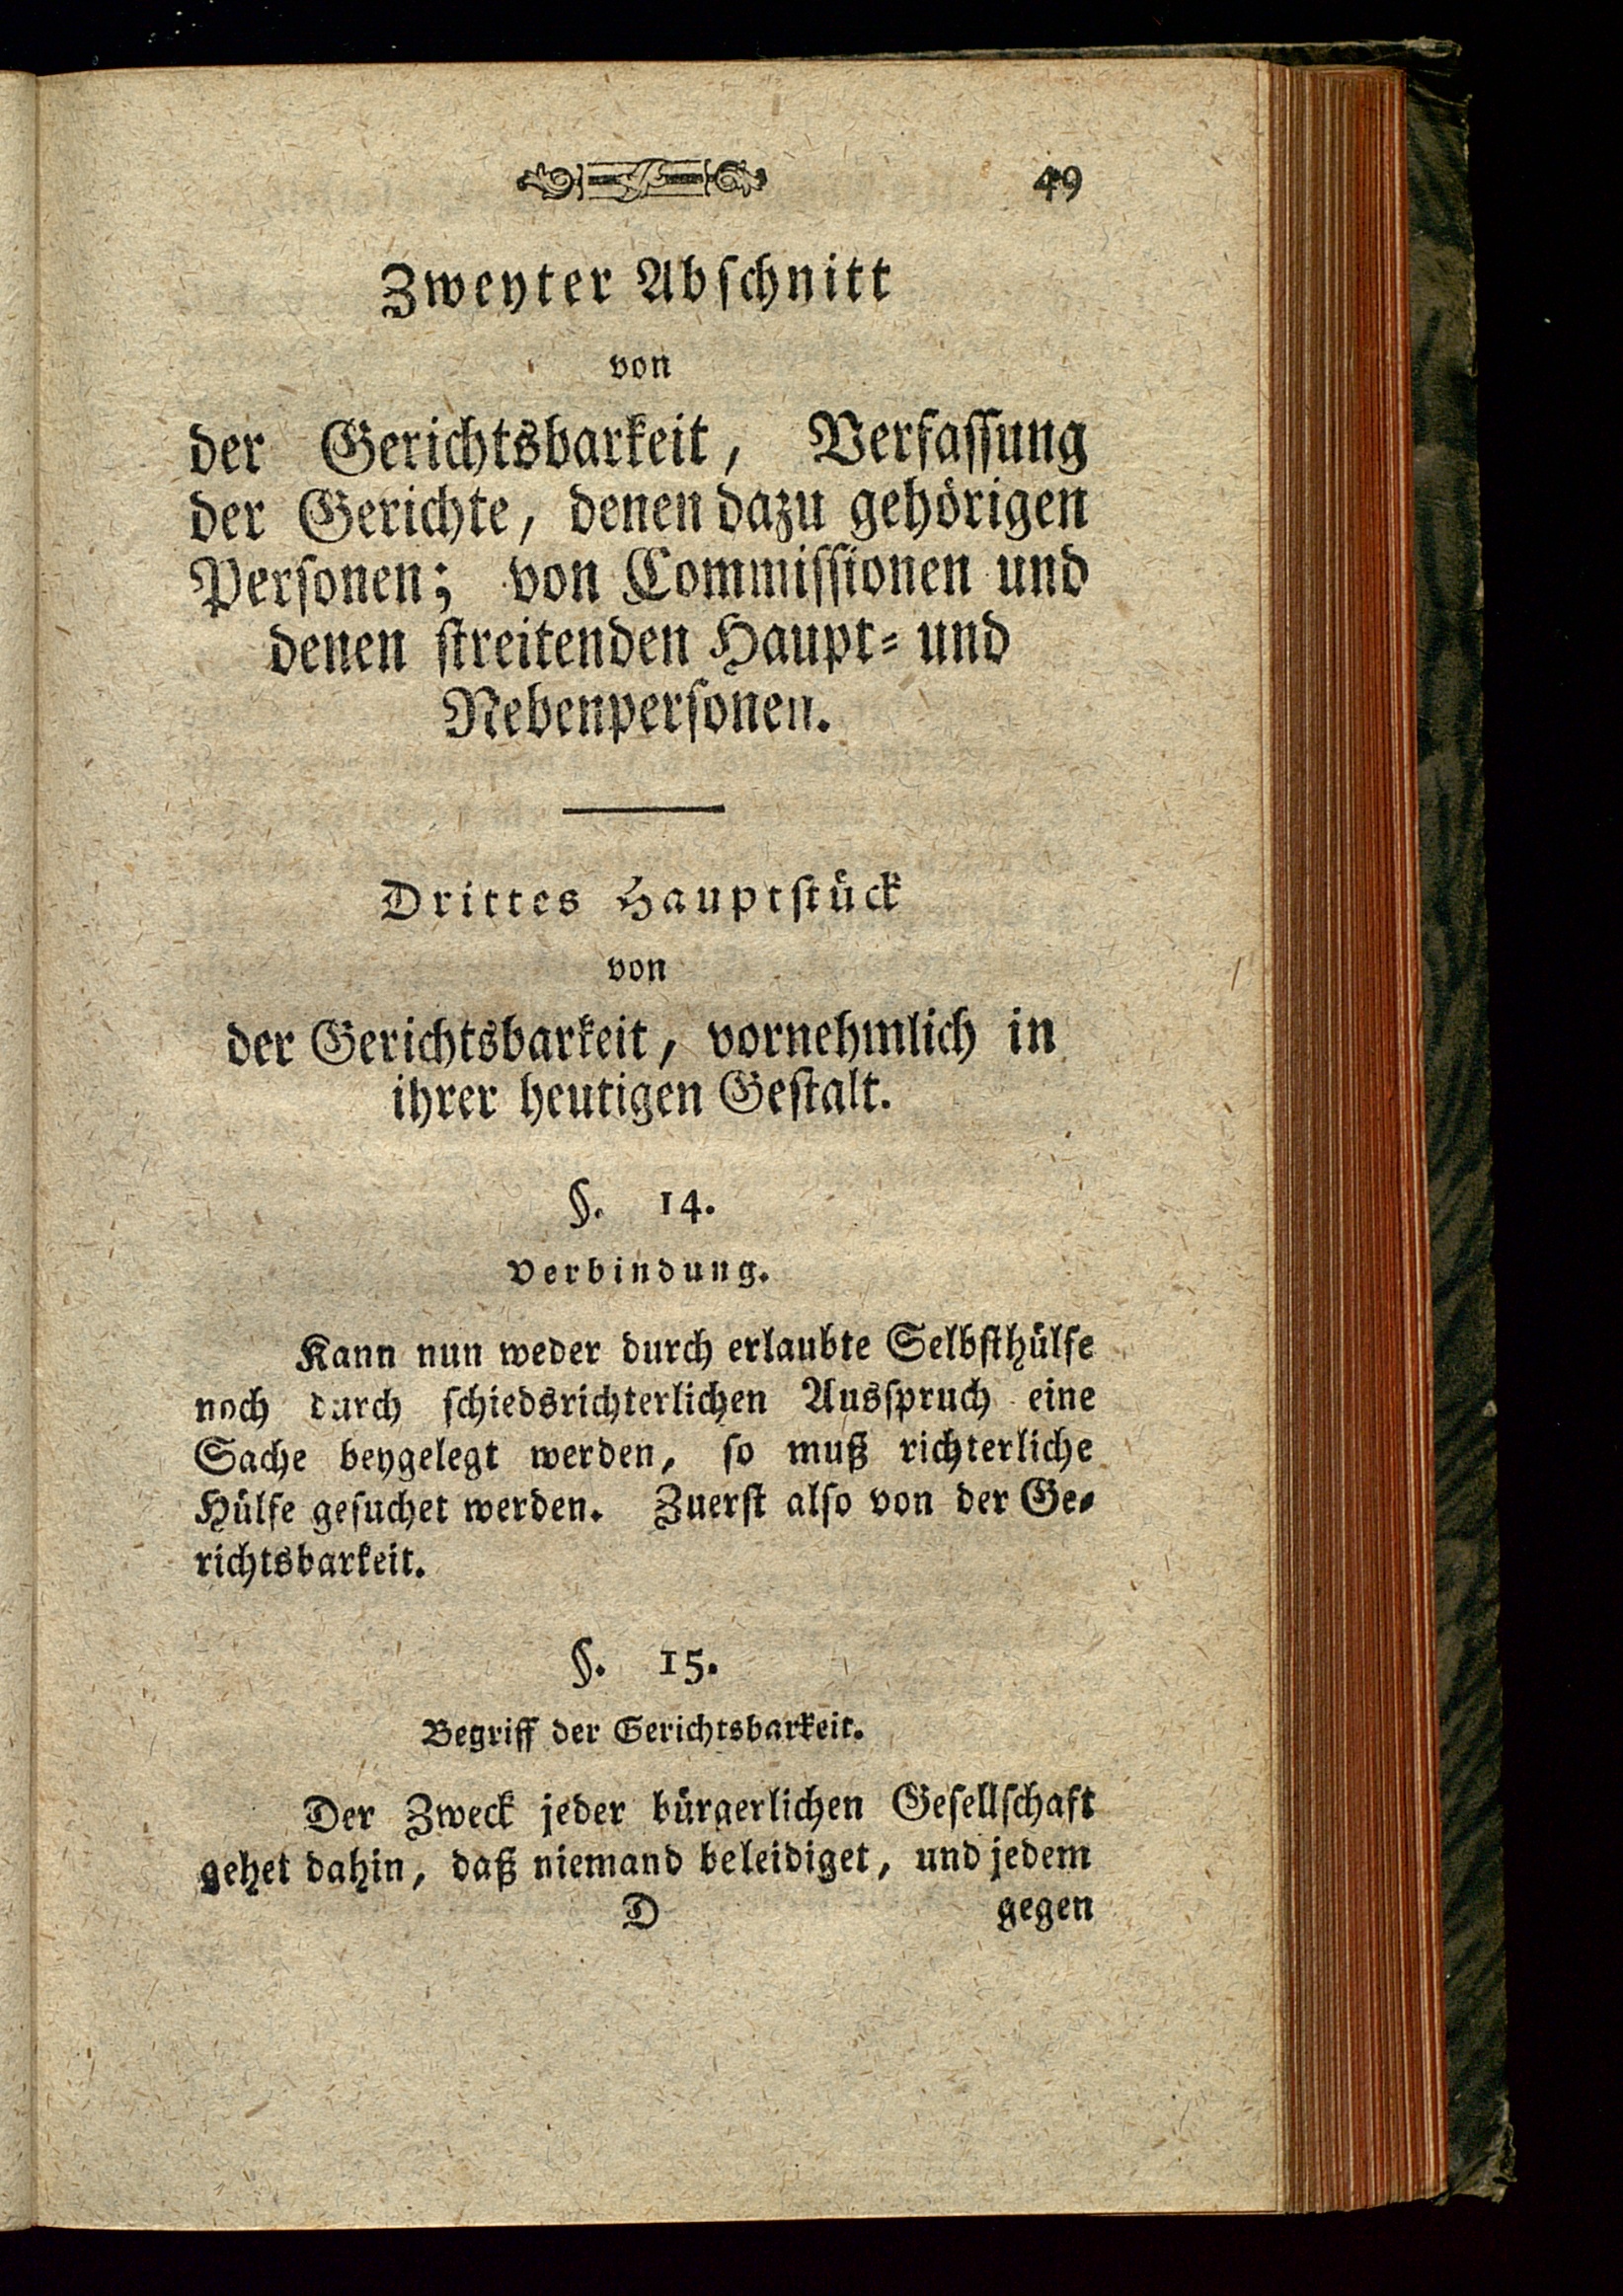 49
Zweyter Abſchnitt
von
der Gerichtsbarkeit, Verfaſſung
der Gerichte, denen dazu gehörigen
Perſonen; von Commiſſionen und
denen ſtreitenden Haupt- und
Nebenperſonen.
Drittes Hauptſtück
von
der Gerichtsbarkeit, vornehmlich in
ihrer heutigen Geſtalt.
§. 14.
Verbindung.
Kann nun weder durch erlaubte Selbſthülfe
noch durch ſchiedsrichterlichen Ausſpruch eine
Sache beygelegt werden, ſo muß richterliche
Hülfe geſuchet werden. Zuerſt alſo von der Ge-
richtsbarkeit.
§. 15.
Begriff der Gerichtsbarkeit.
Der Zweck jeder bürgerlichen Geſellſchaft
gehet dahin, daß niemand beleidiget, und jedem
D gegen